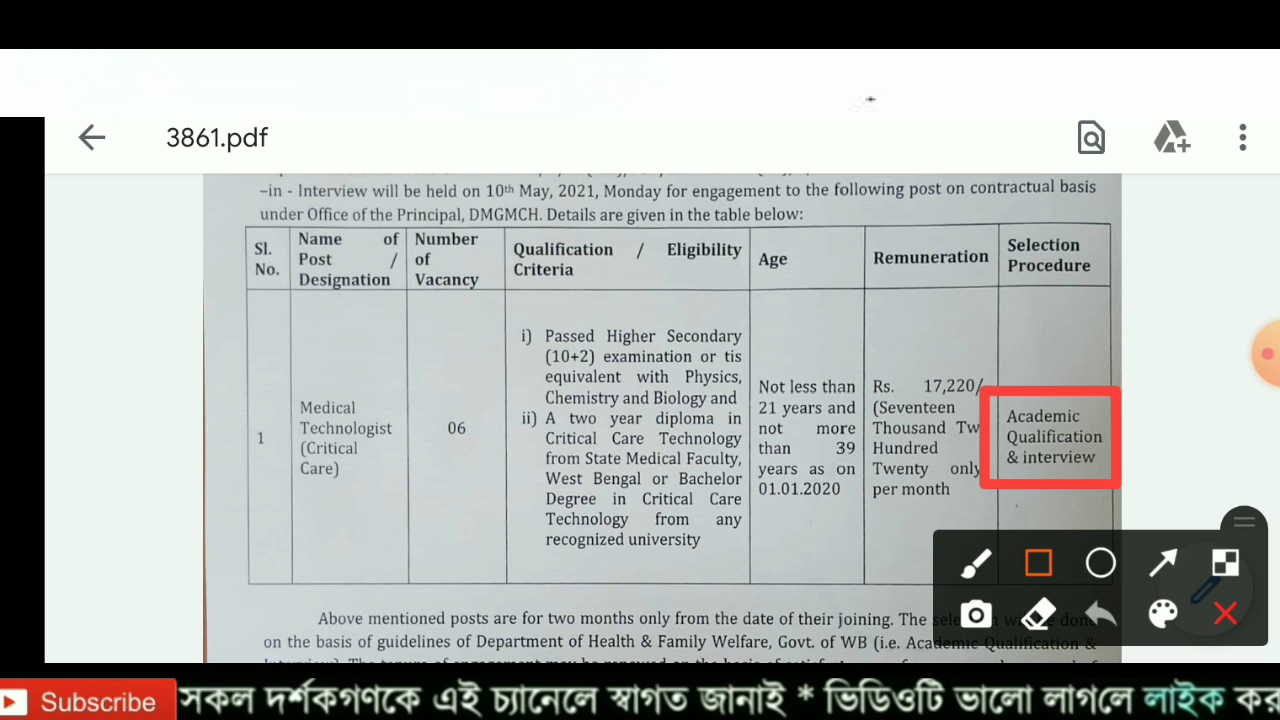 3861.pdf
–in - Interview will be held on 10th May, 2021, Monday for engagement to the following post on contractual basis
under Office of the Principal, DMGMCH. Details are given in the table below:
Sl.
No.
Name of
Post /
Designation
Number
of
Vacancy
Qualification / Eligibility
Criteria
Age
Remuneration
Selection
Procedure
1
Medical
Technologist
(Critical
Care)
06
i) Passed Higher Secondary
(10+2) examination or tis
equivalent with Physics,
Chemistry and Biology and
ii) A two year diploma in
Critical Care Technology
from State Medical Faculty,
West Bengal or Bachelor
Degree in Critical Care
Technology from any
recognized university
Not less than
21 years and
not more
than 39
years as on
01.01.2020
Rs. 17,220/
(Seventeen
Thousand Tw
Hundred
Twenty only
per month
Academic
Qualification
& interview
Above mentioned posts are for two months only from the date of their joining. The selection will be done
on the basis of guidelines of Department of Health & Family Welfare, Govt. of WB (i.e. Academic Qualification &
Subscribe
সকল দর্শকগণকে এই চ্যানেলে স্বাগত জানাই * ভিডিওটি ভালো লাগলে লাইক কর